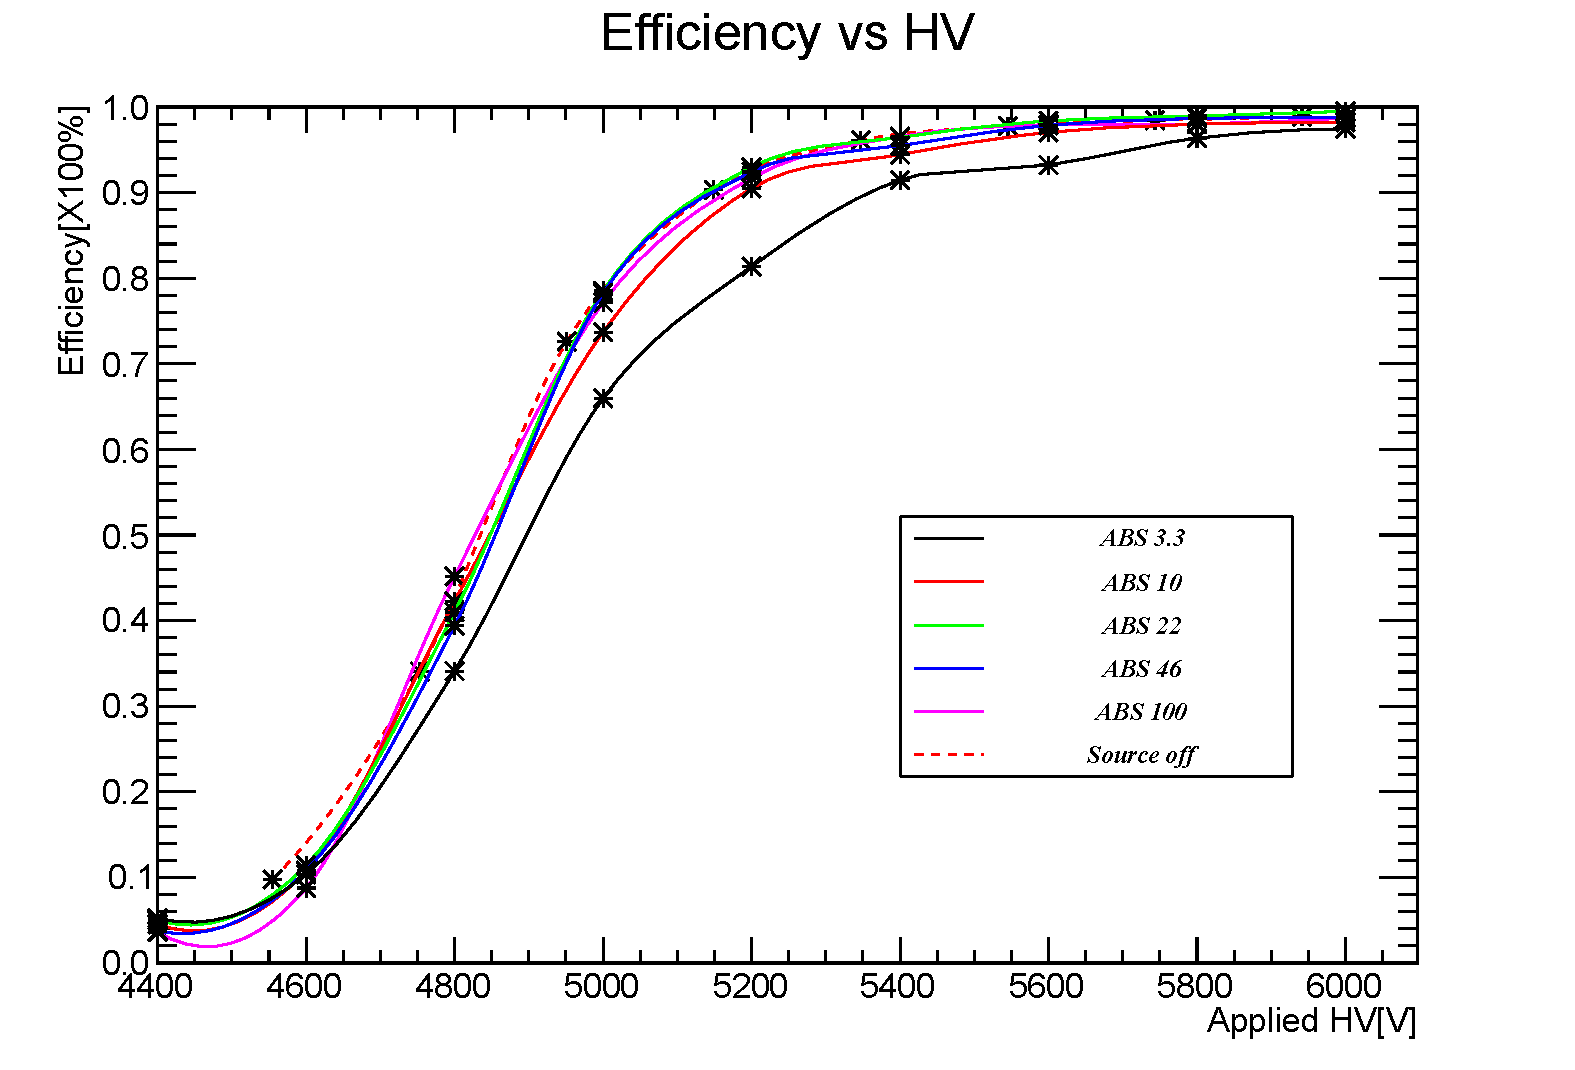 Efficiency vs HV
Efficiency[X100%]
1.0
0.9
0.8
0.7
0.6
0.5
0.4
0.3
0.2
0.1
0.0
ABS 3.3
ABS 10
ABS 22
ABS 46
ABS 100
Source off
4400 4600 4800 5000 5200 5400 5600 5800 6000
Applied HV[V]